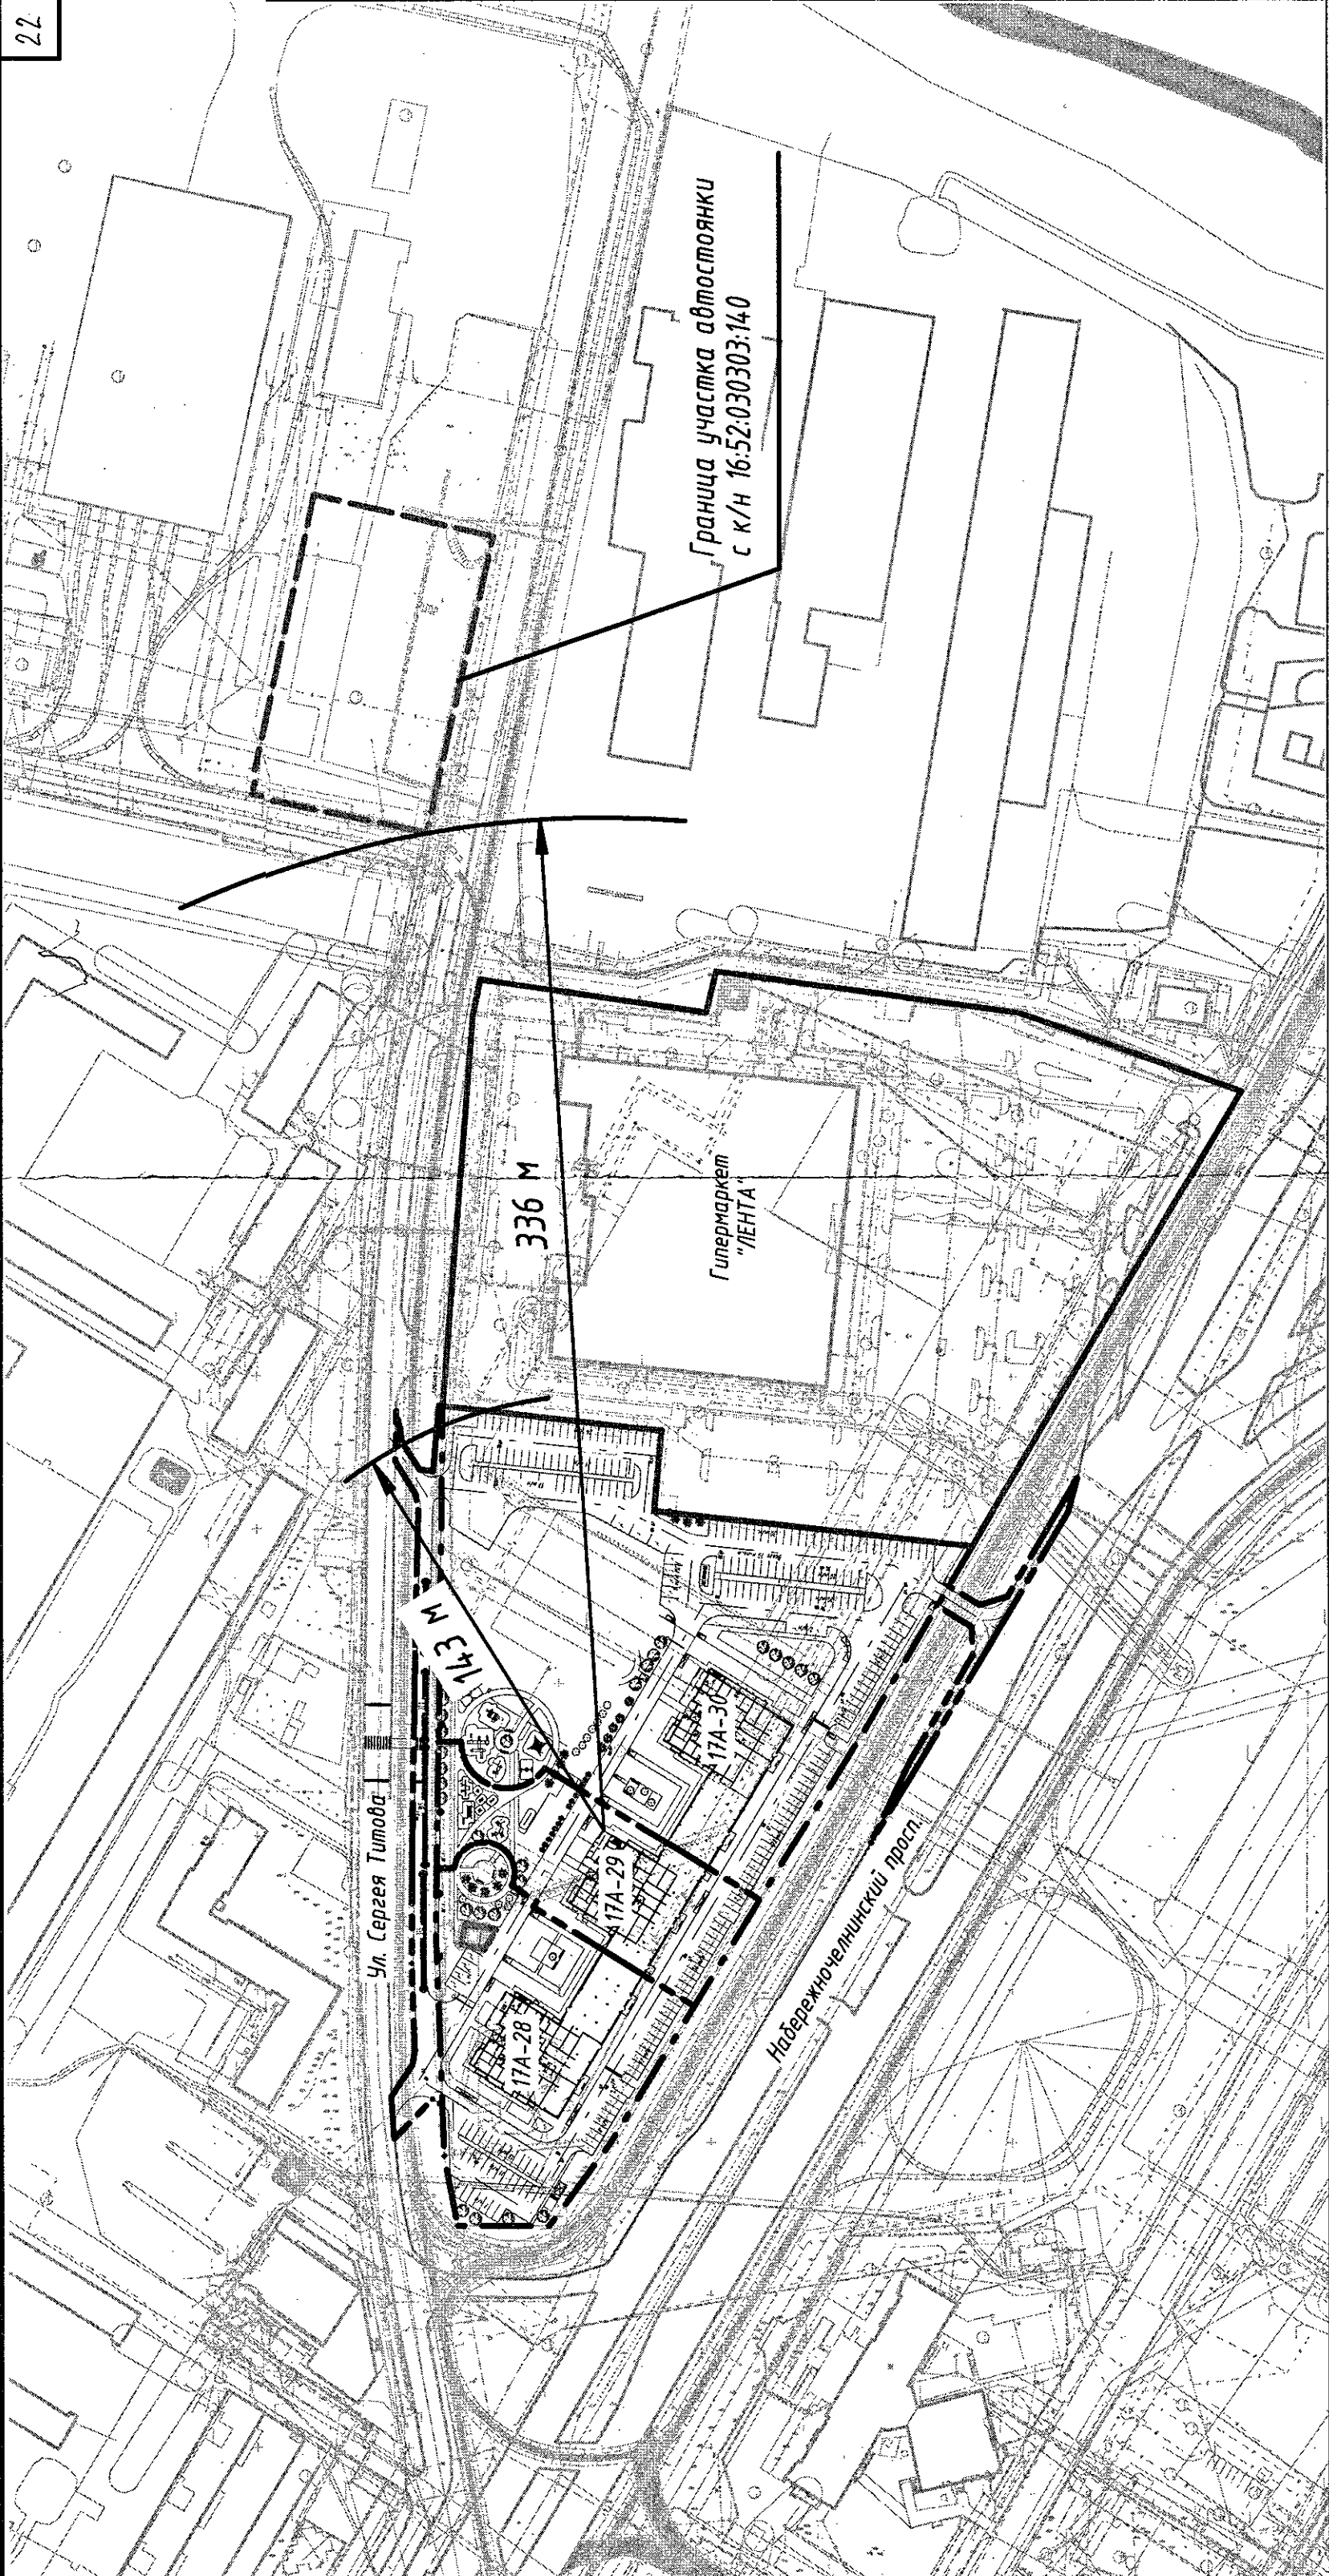 22
Граница участка автостоянки
с к/н 16:52:030303:140
336 м
Гипермаркет
"ЛЕНТА"
143 м
Ул. Сергея Титова
17А-30
17А-29
17А-28
Набережночелнинский просп.